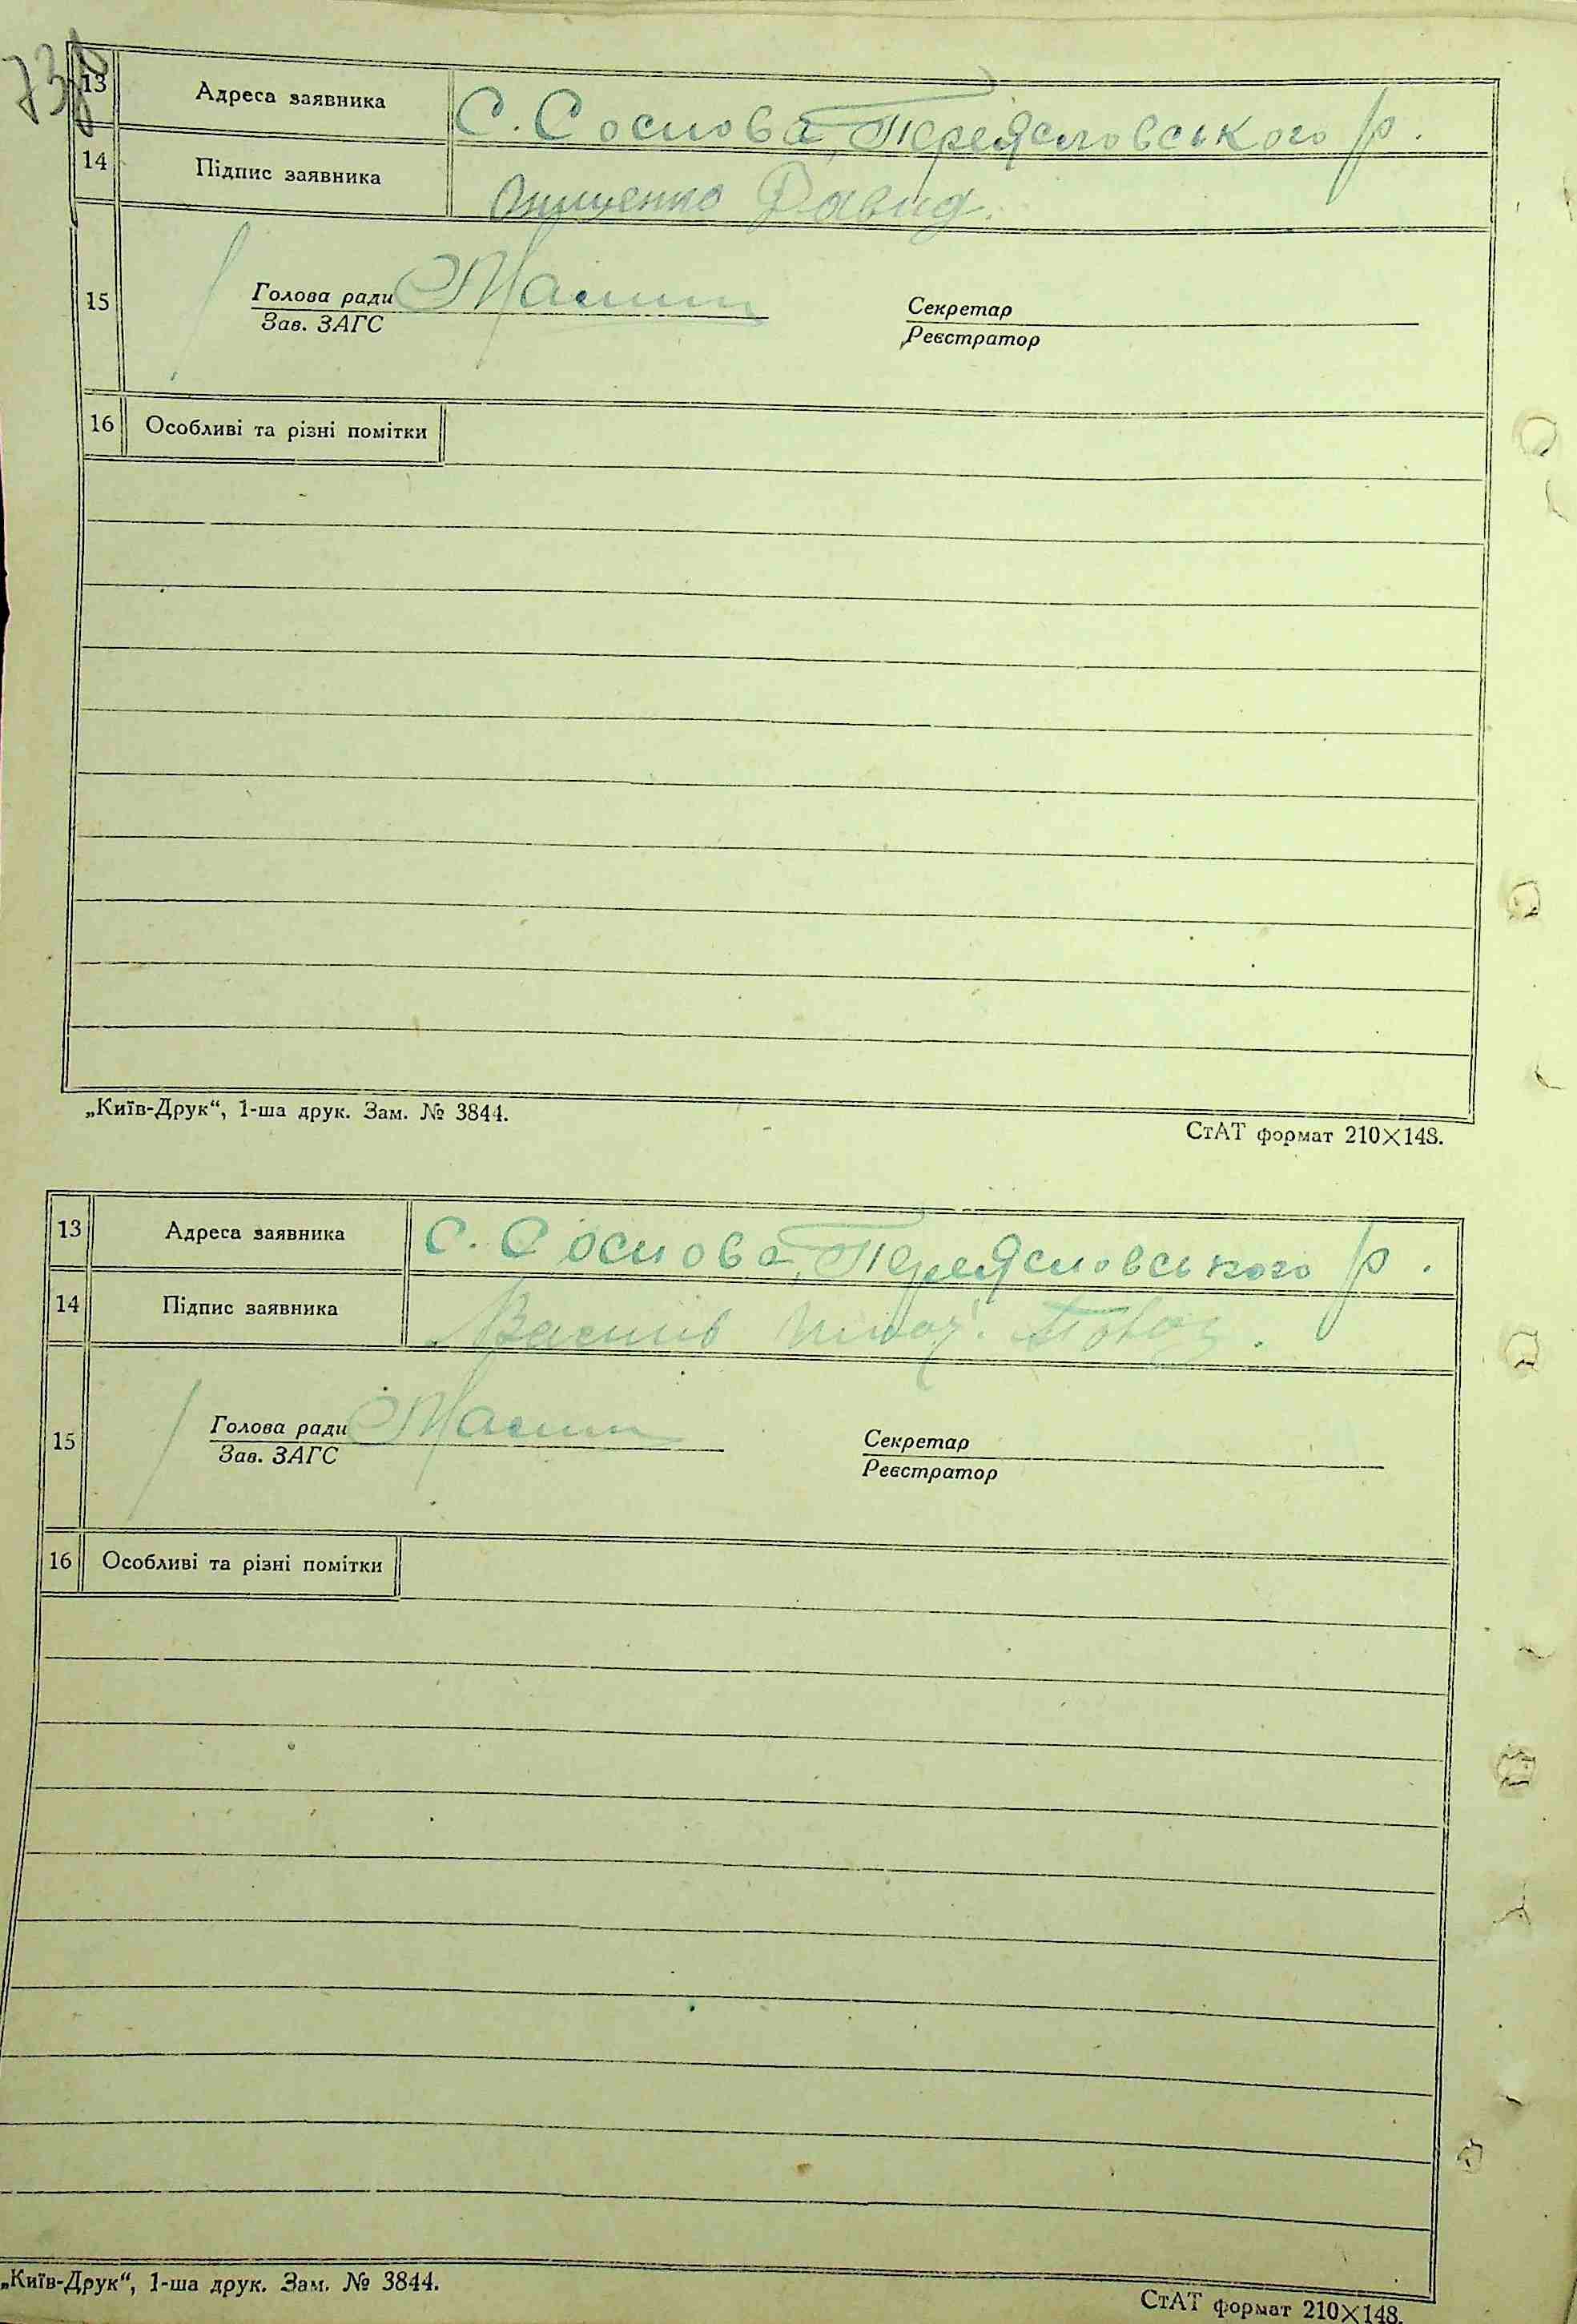 13 Адреса заявника С. Соснова, Переяславського р.
14 Підпис заявника Онищенко Давид.
15 Голова ради
Зав. ЗАГС
Секретар
Реєстратор
16 Особливі та різні помітки
„Київ-Друк“, 1-ша друк. Зам. № 3844.
СтАТ формат 210×148.
13 Адреса заявника С. Соснова, Переясловського р.
14 Підпис заявника
15 Голова ради
Зав. ЗАГС
Секретар
Реєстратор
16 Особливі та різні помітки
„Київ-Друк“, 1-ша друк. Зам. № 3844.
СтАТ формат 210×148.